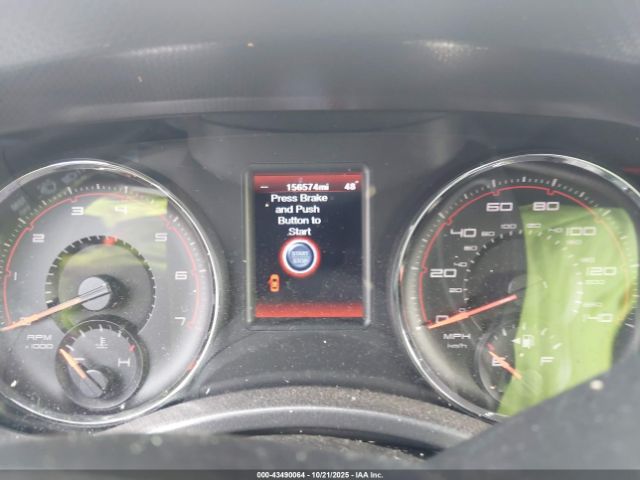 156574mi 48°
Press Brake
and Push
Button to
Start
START
STOP
1 2 3 4 5 6 7
RPM
x1000
H
0 20 40 60 80 100 120 140
MPH
km/h
E F
000-43490064 - 10/21/2025 - © IAA Inc.